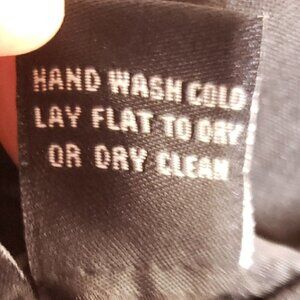 HAND WASH COLD
LAY FLAT TO DRY
OR DRY CLEAN